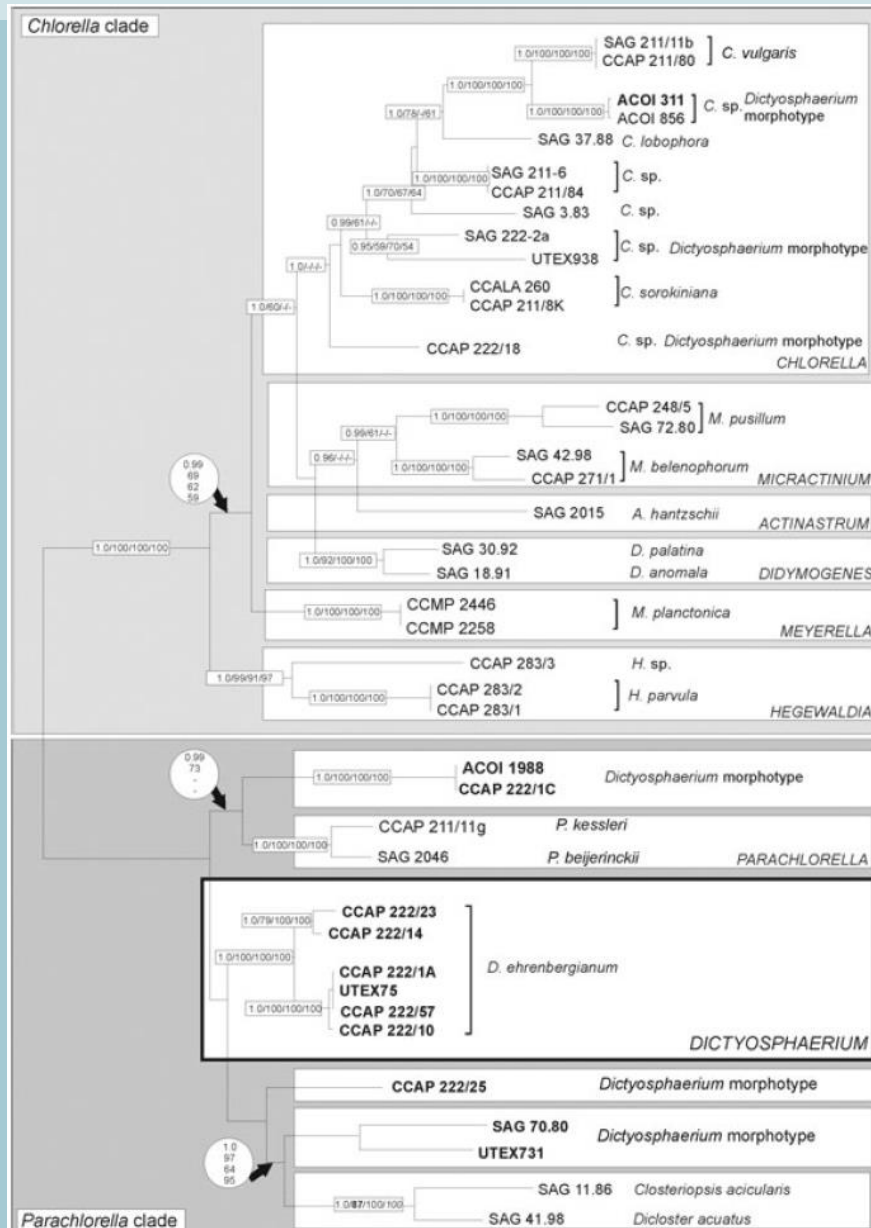 Chlorella clade
SAG 211/11b
CCAP 211/80
] C. vulgaris
1.0/100/100/100
1.0/100/100/100
ACOI 311
ACOI 856
] C. sp. Dictyosphaerium
morphotype
1.0/78/-/61
SAG 37.88 C. lobophora
1.0/100/100/100
SAG 211-6
CCAP 211/84
] C. sp.
1.0/70/67/64
SAG 3.83 C. sp.
0.99/61/-/-
0.95/59/70/54
SAG 222-2a
UTEX938
] C. sp. Dictyosphaerium morphotype
1.0/-/-/-
1.0/100/100/100
CCALA 260
CCAP 211/8K
] C. sorokiniana
1.0/60/-/-
CCAP 222/18 C. sp. Dictyosphaerium morphotype
CHLORELLA
1.0/100/100/100
CCAP 248/5
SAG 72.80
] M. pusillum
0.99/61/-/-
0.96/-/-/-
1.0/100/100/100
SAG 42.98
CCAP 271/1
] M. belenophorum
MICRACTINIUM
0.99
69
62
59
SAG 2015 A. hantzschii
ACTINASTRUM
1.0/100/100/100
1.0/92/100/100
SAG 30.92 D. palatina
SAG 18.91 D. anomala DIDYMOGENES
1.0/100/100/100
CCMP 2446
CCMP 2258
] M. planctonica
MEYERELLA
1.0/99/91/97
CCAP 283/3 H. sp.
1.0/100/100/100
CCAP 283/2
CCAP 283/1
] H. parvula
HEGEWALDIA
0.99
73
-
-
1.0/100/100/100
ACOI 1988
CCAP 222/1C
Dictyosphaerium morphotype
1.0/100/100/100
CCAP 211/11g P. kessleri
SAG 2046 P. beijerinckii PARACHLORELLA
1.0/79/100/100
CCAP 222/23
CCAP 222/14
1.0/100/100/100
D. ehrenbergianum
1.0/100/100/100
CCAP 222/1A
UTEX75
CCAP 222/57
CCAP 222/10
DICTYOSPHAERIUM
CCAP 222/25 Dictyosphaerium morphotype
SAG 70.80
UTEX731
Dictyosphaerium morphotype
1.0
97
64
95
1.0/87/100/100
SAG 11.86 Closteriopsis acicularis
SAG 41.98 Dicloster acuatus
Parachlorella clade